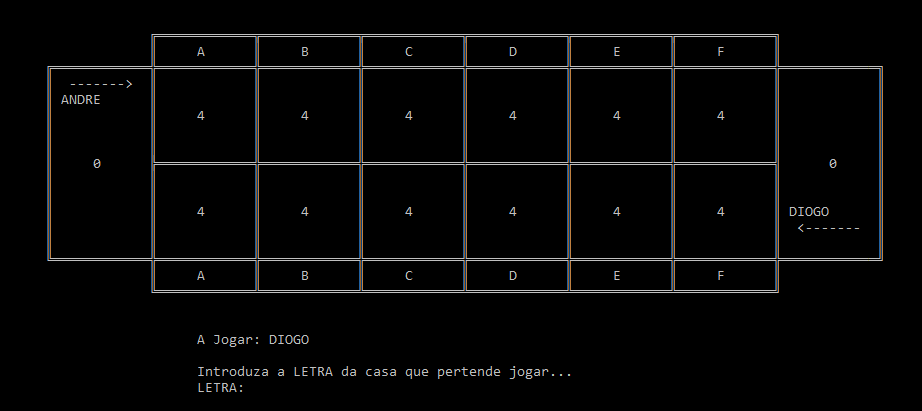 A B C D E F
------->
ANDRE
4 4 4 4 4 4
0 0
4 4 4 4 4 4
DIOGO
<-------
A B C D E F
A Jogar: DIOGO
Introduza a LETRA da casa que pertende jogar...
LETRA: